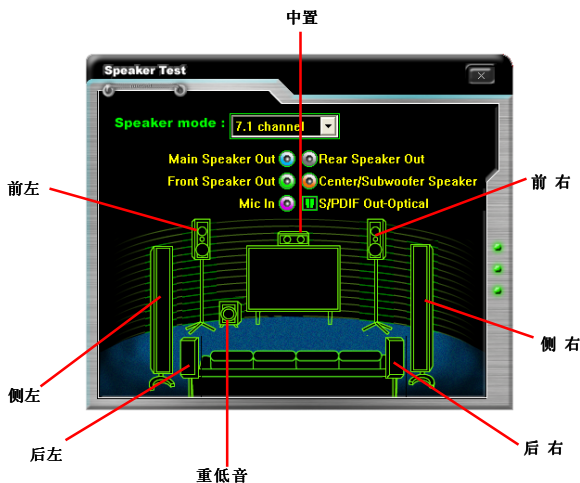 中置
Speaker Test
Speaker mode :
7.1 channel
Main Speaker Out
Rear Speaker Out
Front Speaker Out
Center/Subwoofer Speaker
Mic In
S/PDIF Out-Optical
前左
前 右
侧左
侧 右
后左
后 右
重低音